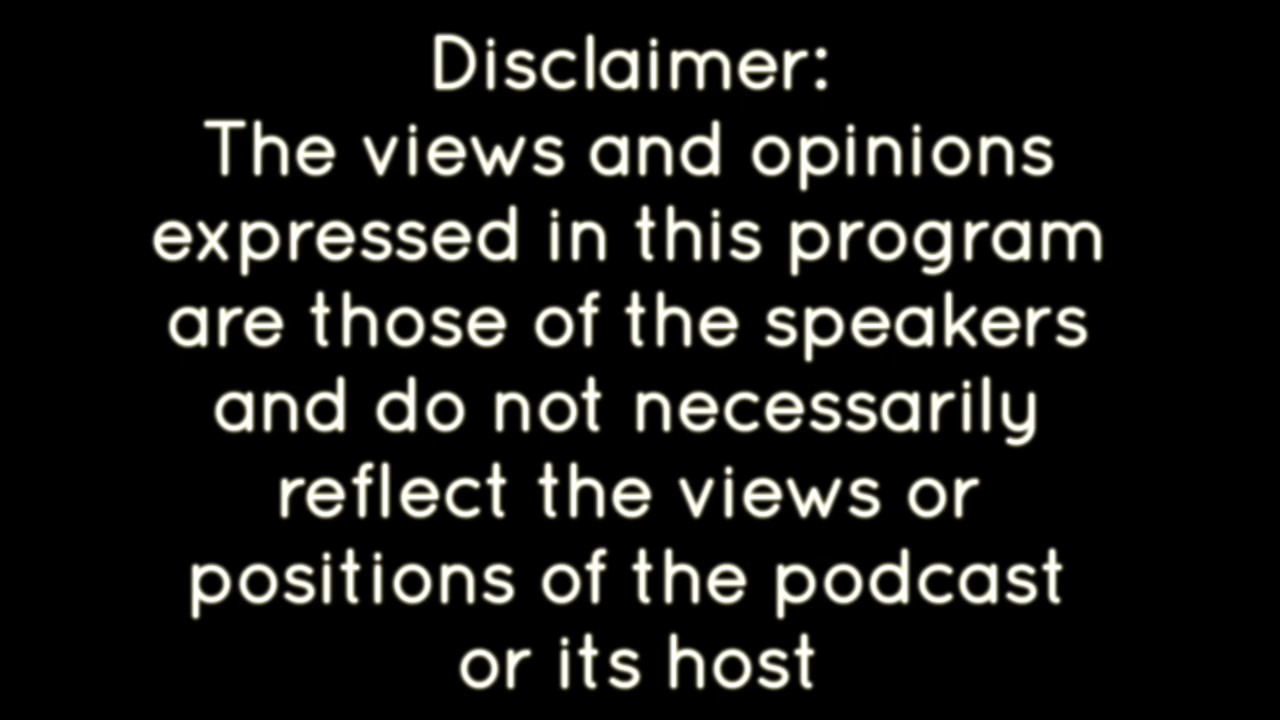 Disclaimer:
The views and opinions
expressed in this program
are those of the speakers
and do not necessarily
reflect the views or
positions of the podcast
or its host